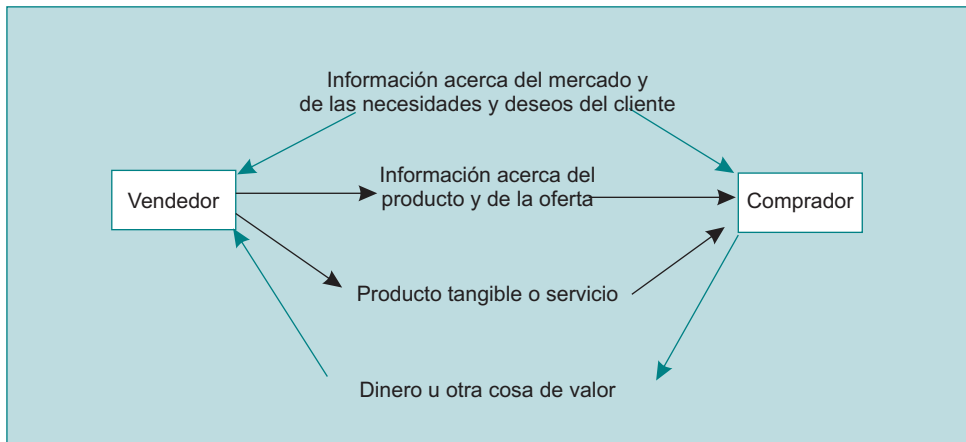 Información acerca del mercado y
de las necesidades y deseos del cliente
Vendedor
Información acerca del
producto y de la oferta
Comprador
Producto tangible o servicio
Dinero u otra cosa de valor